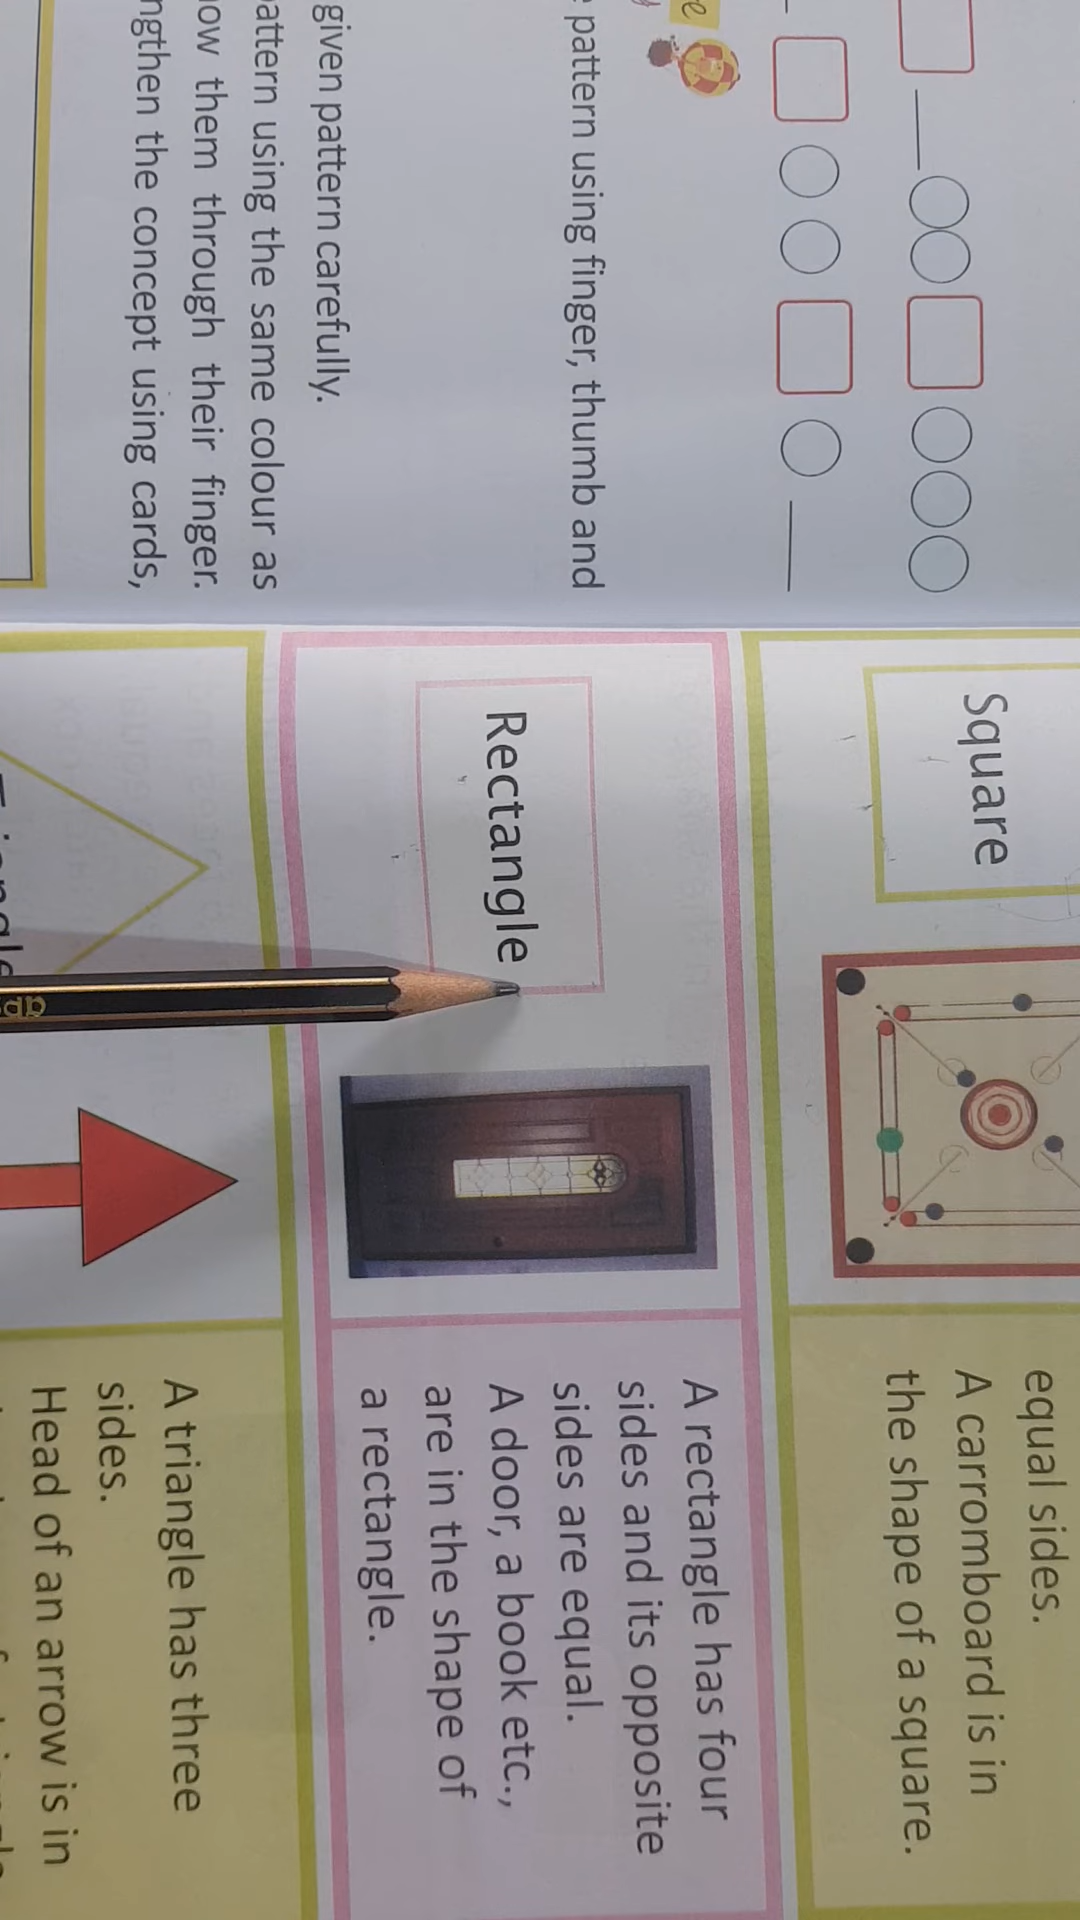 pattern using finger, thumb and
given pattern carefully.
pattern using the same colour as
them through their finger.
the concept using cards,
Square
equal sides.
A carromboard is in
the shape of a square.
Rectangle
A rectangle has four
sides and its opposite
sides are equal.
A door, a book etc.,
are in the shape of
a rectangle.
A triangle has three
sides.
Head of an arrow is in